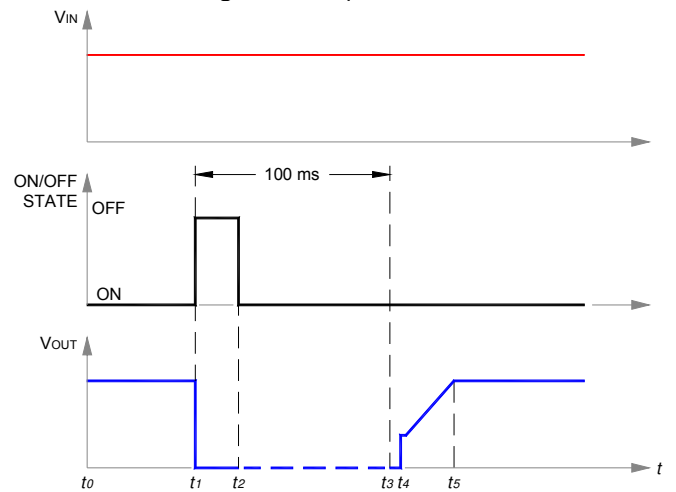 VIN
100 ms
ON/OFF
STATE
OFF
ON
VOUT
t
t0 t1 t2 t3 t4 t5